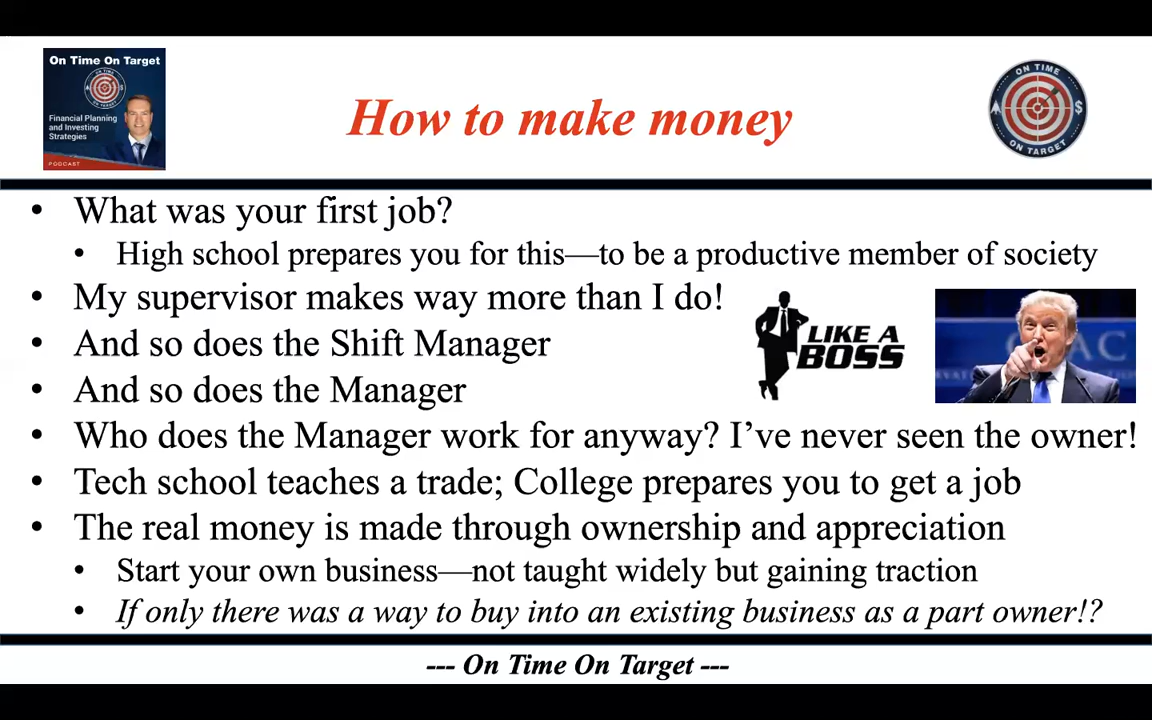 On Time On Target
ON TIME
ON TARGET
Financial Planning
and Investing
Strategies
PODCAST
How to make money
ON TIME
$
ON TARGET
• What was your first job?
• High school prepares you for this—to be a productive member of society
• My supervisor makes way more than I do!
• And so does the Shift Manager
• And so does the Manager
LIKE A
BOSS
CPAC
• Who does the Manager work for anyway? I’ve never seen the owner!
• Tech school teaches a trade; College prepares you to get a job
• The real money is made through ownership and appreciation
• Start your own business—not taught widely but gaining traction
• If only there was a way to buy into an existing business as a part owner!?
--- On Time On Target ---